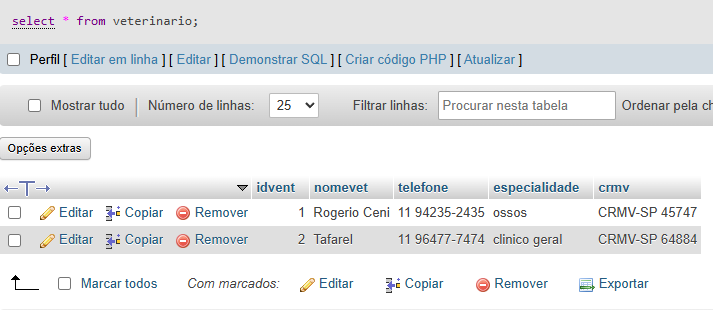 select * from veterinario;
Perfil [ Editar em linha ] [ Editar ] [ Demonstrar SQL ] [ Criar código PHP ] [ Atualizar ]
Mostrar tudo | Número de linhas: 25 Filtrar linhas: Procurar nesta tabela Ordenar pela ch
Opções extras
idvent nomevet telefone especialidade crmv
Editar Copiar Remover 1 Rogerio Ceni 11 94235-2435 ossos CRMV-SP 45747
Editar Copiar Remover 2 Tafarel 11 96477-7474 clinico geral CRMV-SP 64884
Marcar todos Com marcados: Editar Copiar Remover Exportar